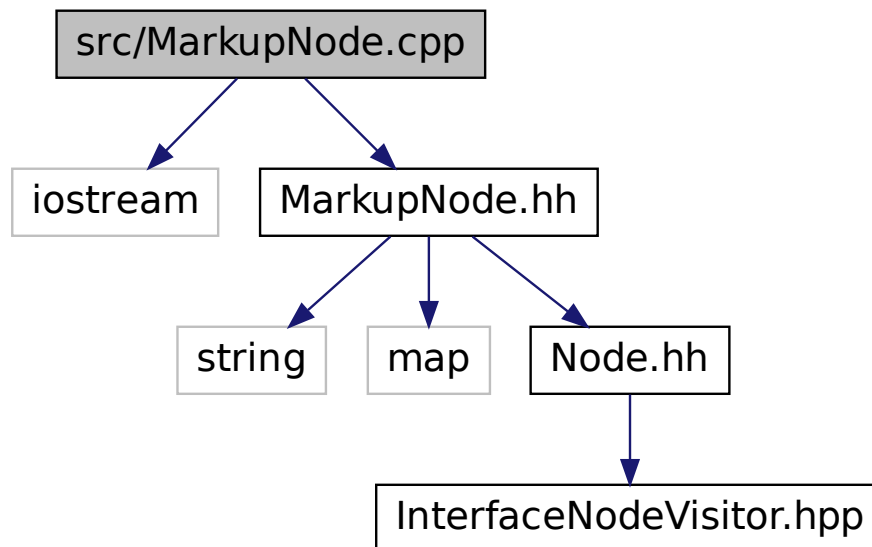 src/MarkupNode.cpp
iostream
MarkupNode.hh
string
map
Node.hh
InterfaceNodeVisitor.hpp